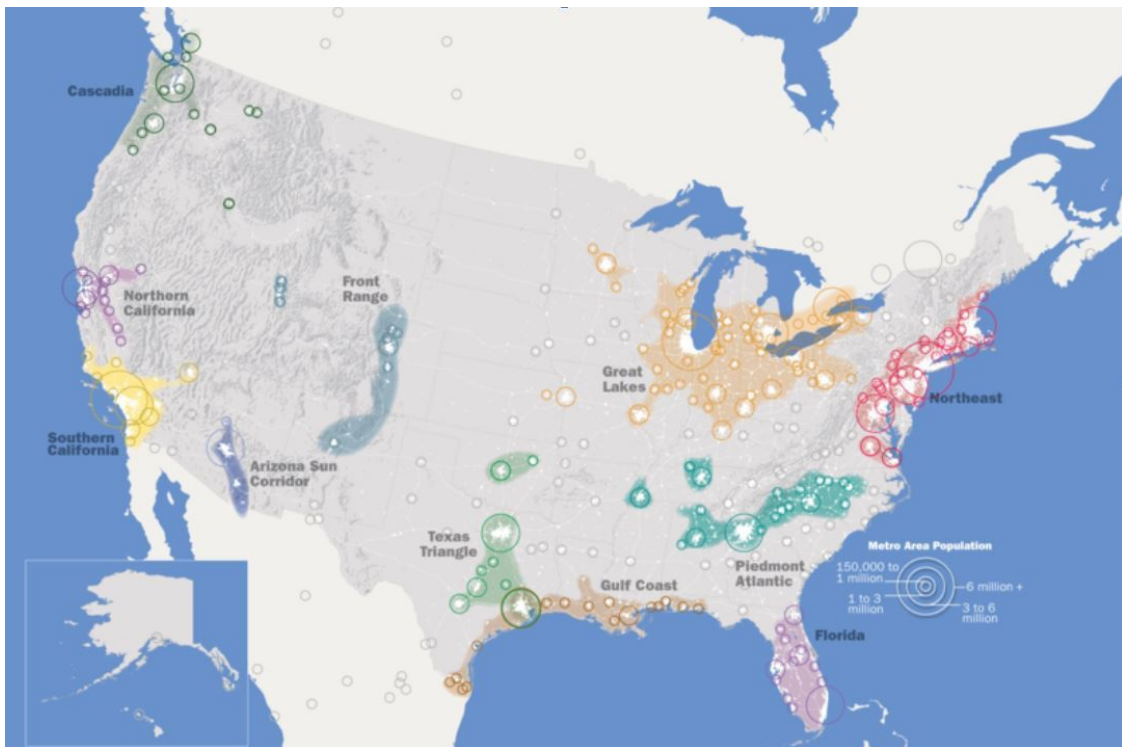 Cascadia
Northern
California
Front
Range
Southern
California
Arizona Sun
Corridor
Great
Lakes
Northeast
Texas
Triangle
Gulf Coast
Piedmont
Atlantic
Florida
Metro Area Population
150,000 to
1 million
1 to 3
million
6 million +
3 to 6
million